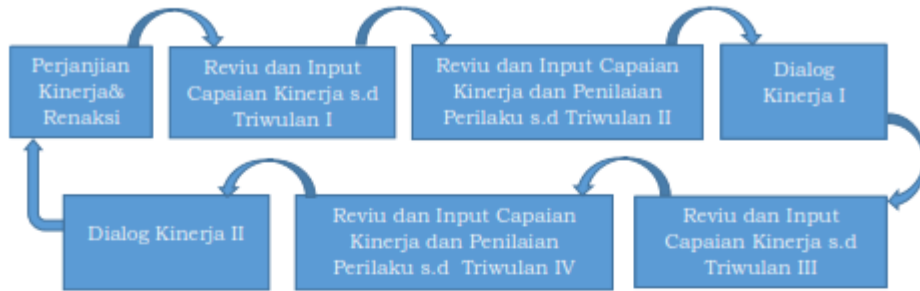 Perjanjian
Kinerja&
Renaksi
Reviu dan Input
Capaian Kinerja s.d
Triwulan I
Reviu dan Input Capaian
Kinerja dan Penilaian
Perilaku s.d Triwulan II
Dialog
Kinerja I
Reviu dan Input
Capaian Kinerja s.d
Triwulan III
Reviu dan Input Capaian
Kinerja dan Penilaian
Perilaku s.d Triwulan IV
Dialog Kinerja II